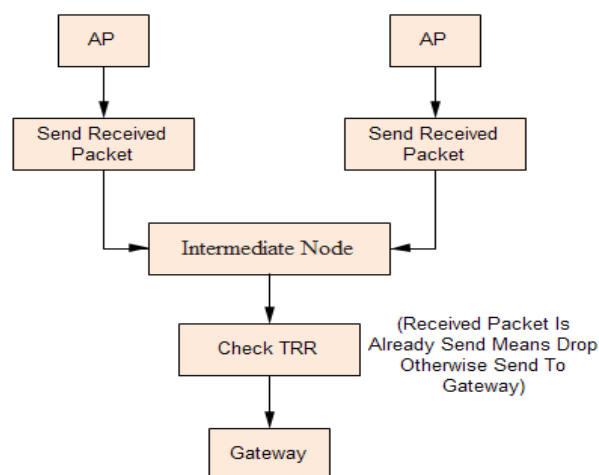 AP
AP
Send Received
Packet
Send Received
Packet
Intermediate Node
Check TRR
(Received Packet Is
Already Send Means Drop
Otherwise Send To
Gateway)
Gateway